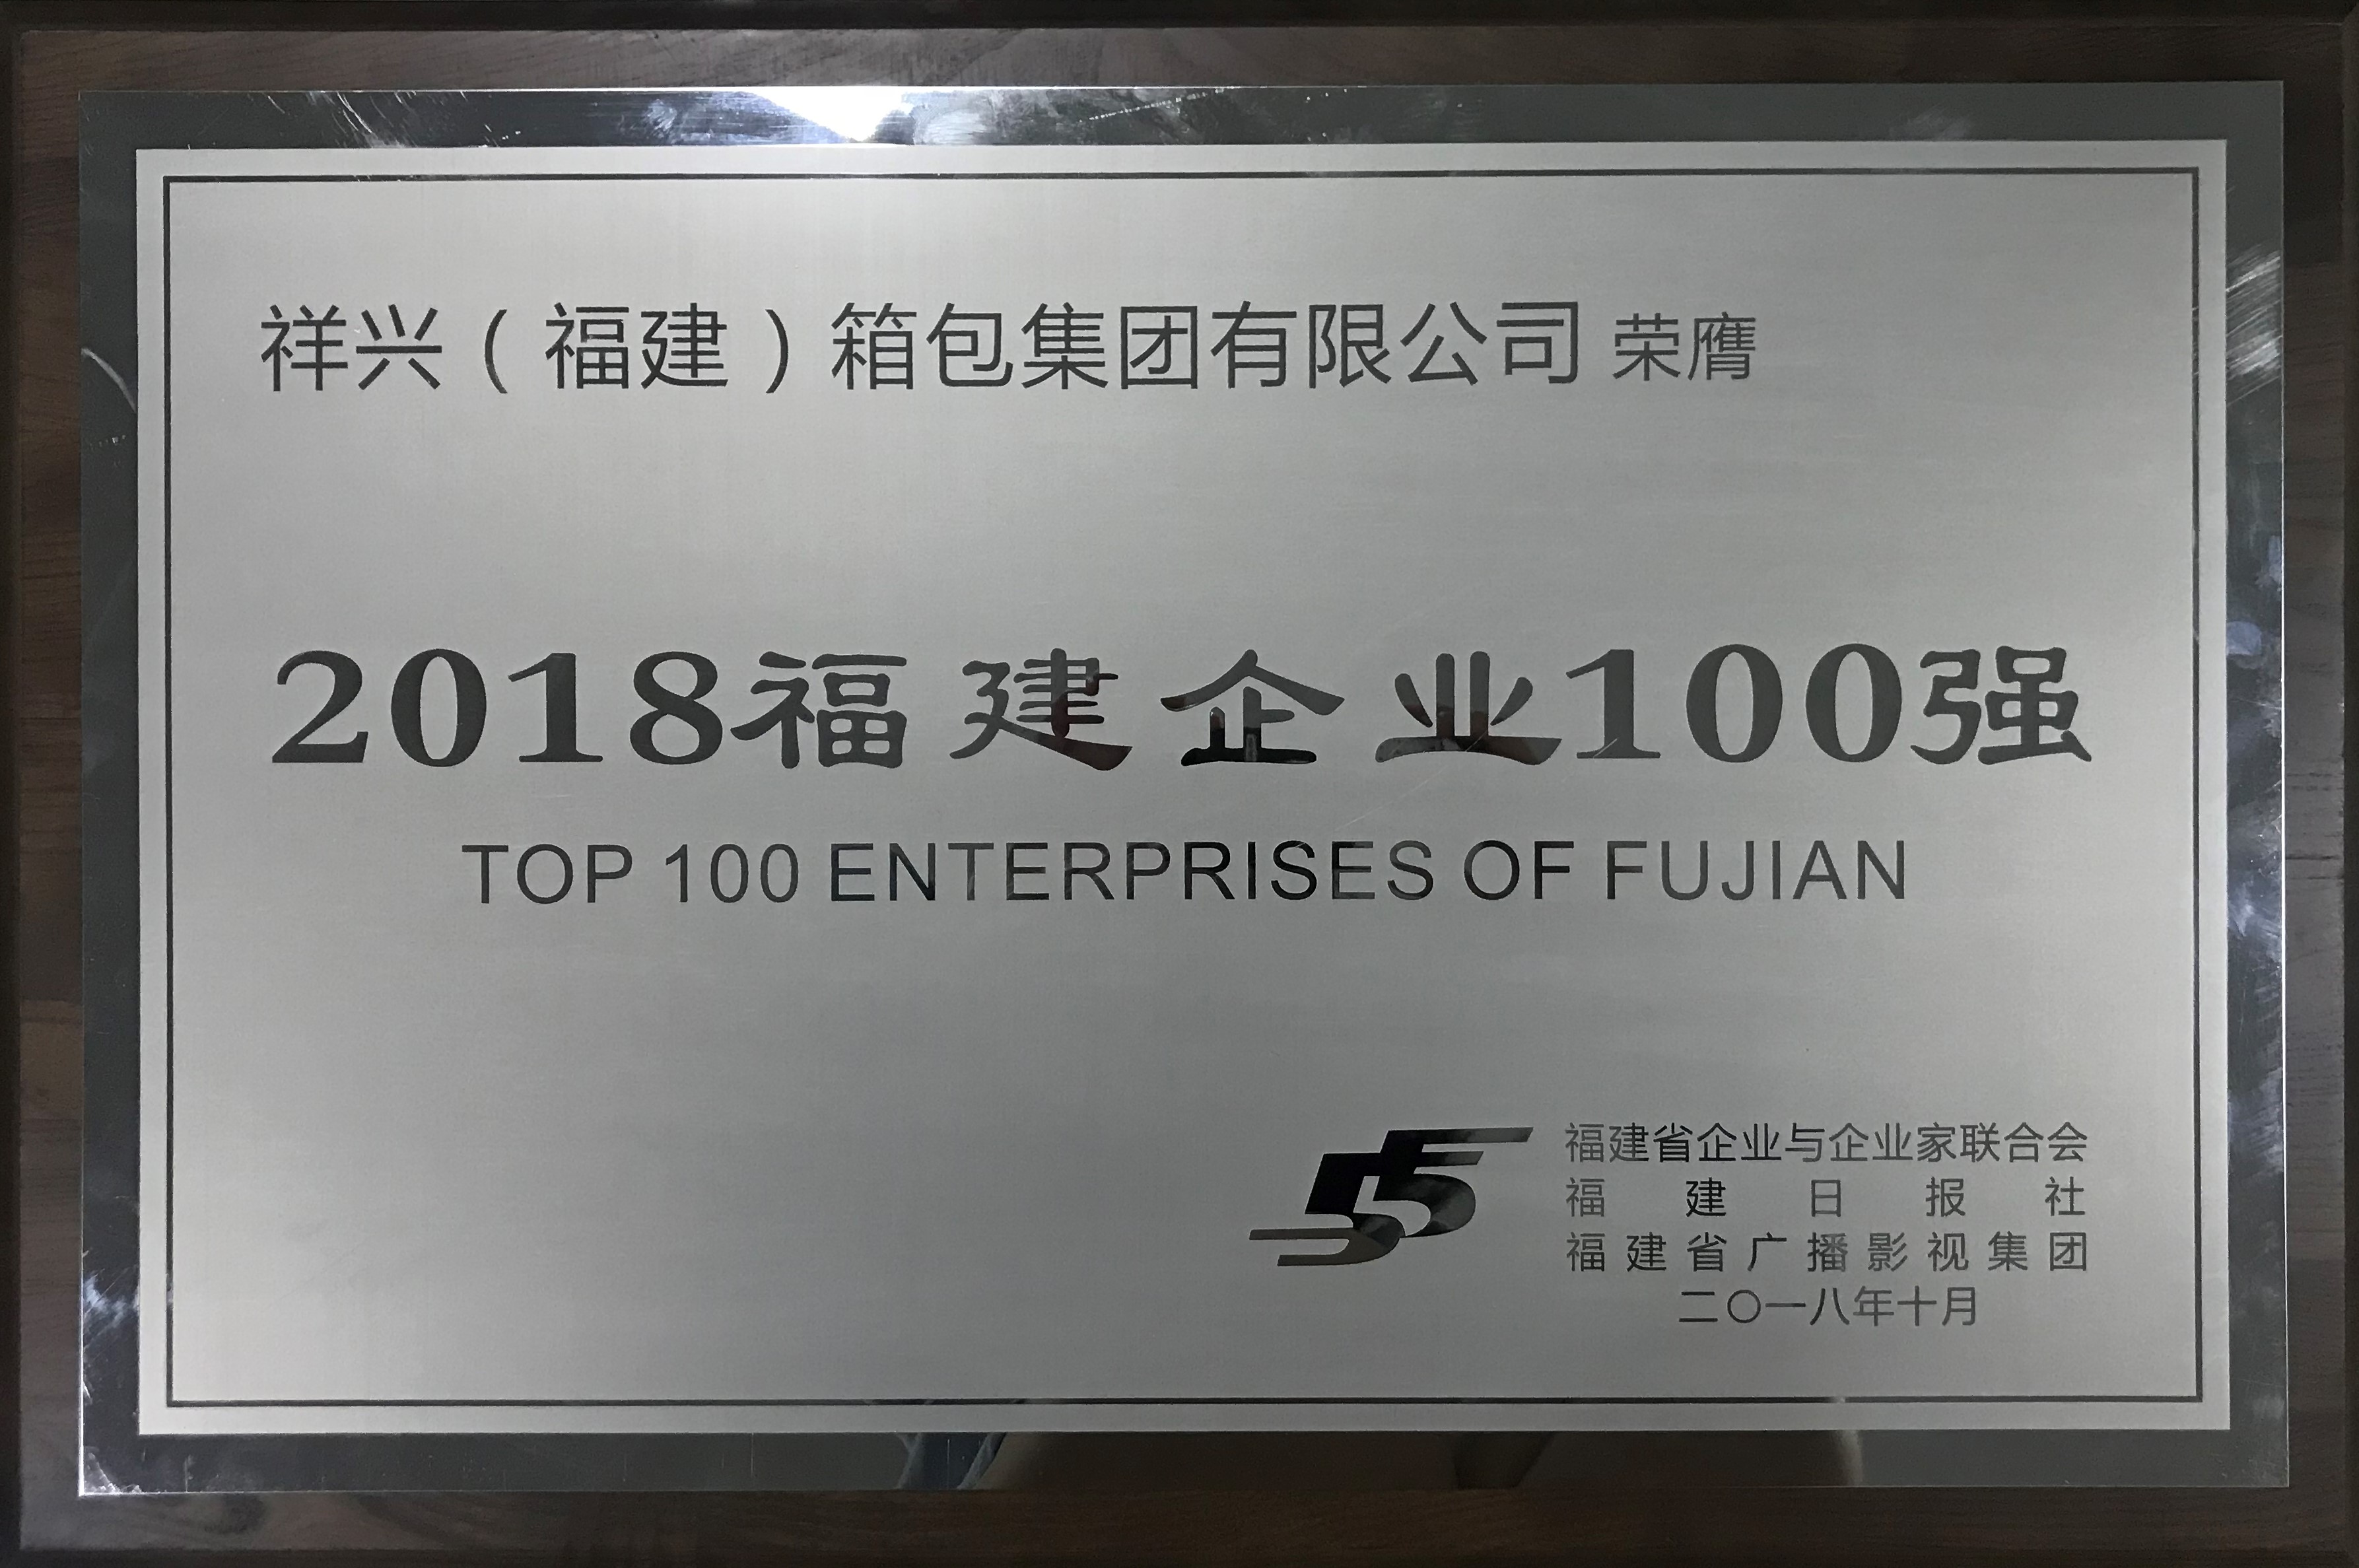 祥兴（福建）箱包集团有限公司 荣膺
2018福建企业100强
TOP 100 ENTERPRISES OF FUJIAN
福建省企业与企业家联合会
福建日报社
福建省广播影视集团
二〇一八年十月